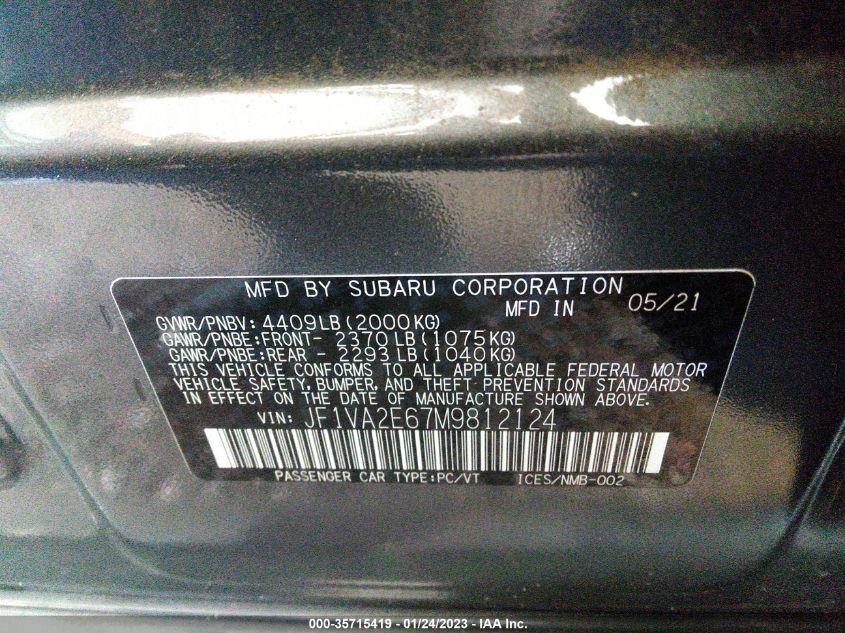 MFD BY SUBARU CORPORATION
MFD IN 05/21
GVWR/PNBV: 4409LB(2000KG)
GAWR/PNBE:FRONT- 2370LB(1075KG)
GAWR/PNBE:REAR - 2293LB(1040KG)
THIS VEHICLE CONFORMS TO ALL APPLICABLE FEDERAL MOTOR
VEHICLE SAFETY, BUMPER, AND THEFT PREVENTION STANDARDS
IN EFFECT ON THE DATE OF MANUFACTURE SHOWN ABOVE.
VIN: JF1VA2E67M9812124
PASSENGER CAR TYPE:PC/VT ICES/NMB-002
000-35715419 - 01/24/2023 - IAA Inc.